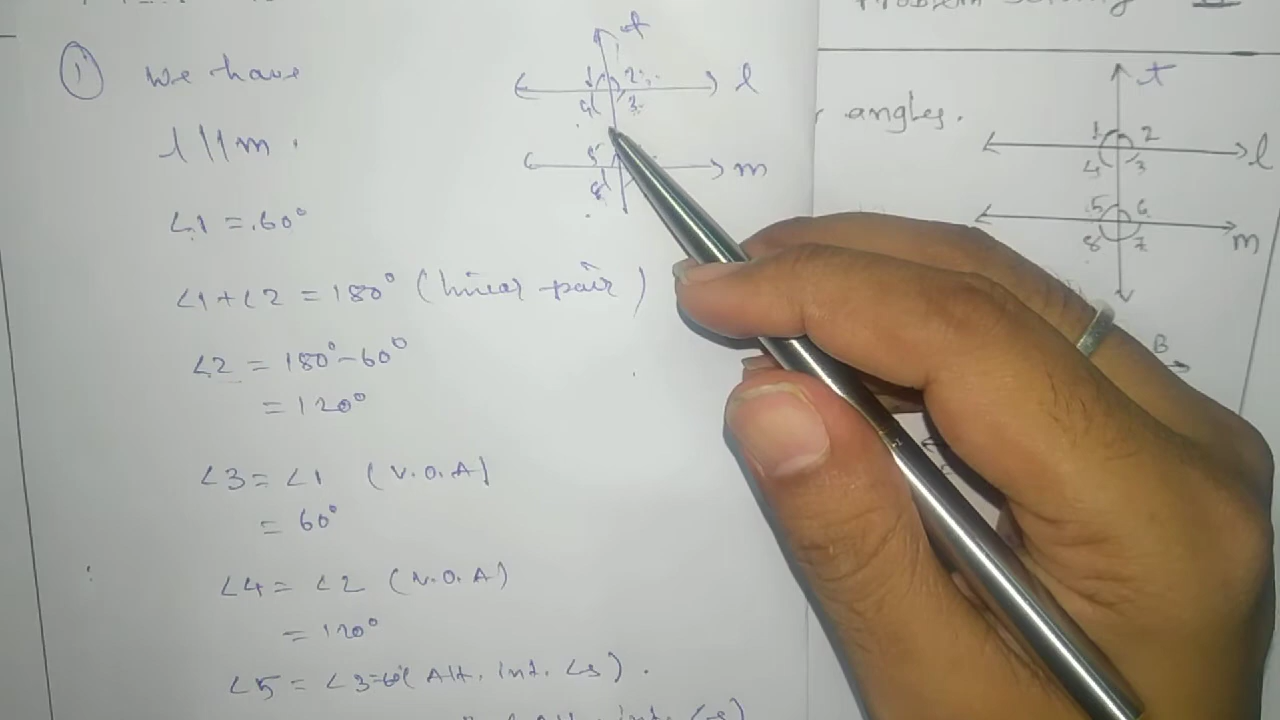 Problem Solving
① We have
l || m.
∠1 = 60°
∠1 + ∠2 = 180° (linear pair)
∠2 = 180° - 60°
= 120°
∠3 = ∠1 (V.O.A)
= 60°
∠4 = ∠2 (V.O.A)
= 120°
∠5 = ∠3 = 60° (Alt. Int. ∠s).
Int. ∠s)
t
1 2
4 3
l
5
8
m
angles.
t
1 2
4 3
l
5 6
8 7
m
B